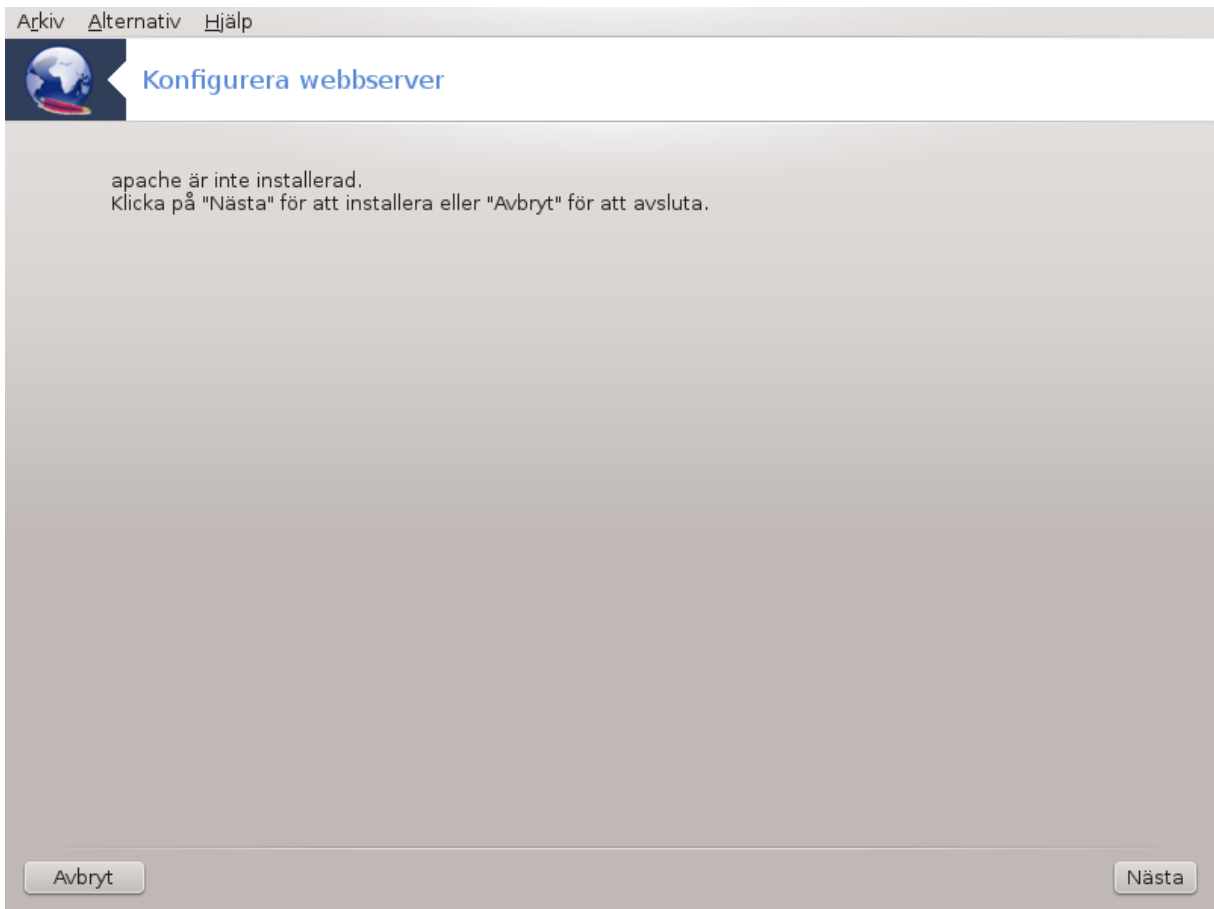 Arkiv Alternativ Hjälp
Konfigurera webbserver
apache är inte installerad.
Klicka på "Nästa" för att installera eller "Avbryt" för att avsluta.
Avbryt Nästa